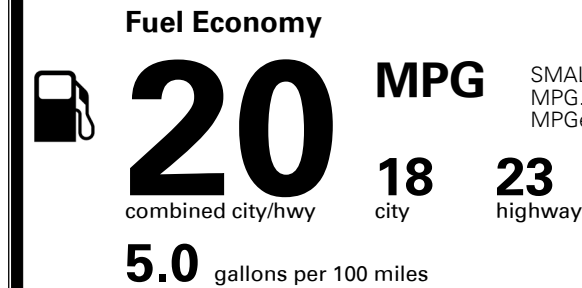 Fuel Economy
20 MPG
combined city/hwy
18 city
23 highway
5.0 gallons per 100 miles